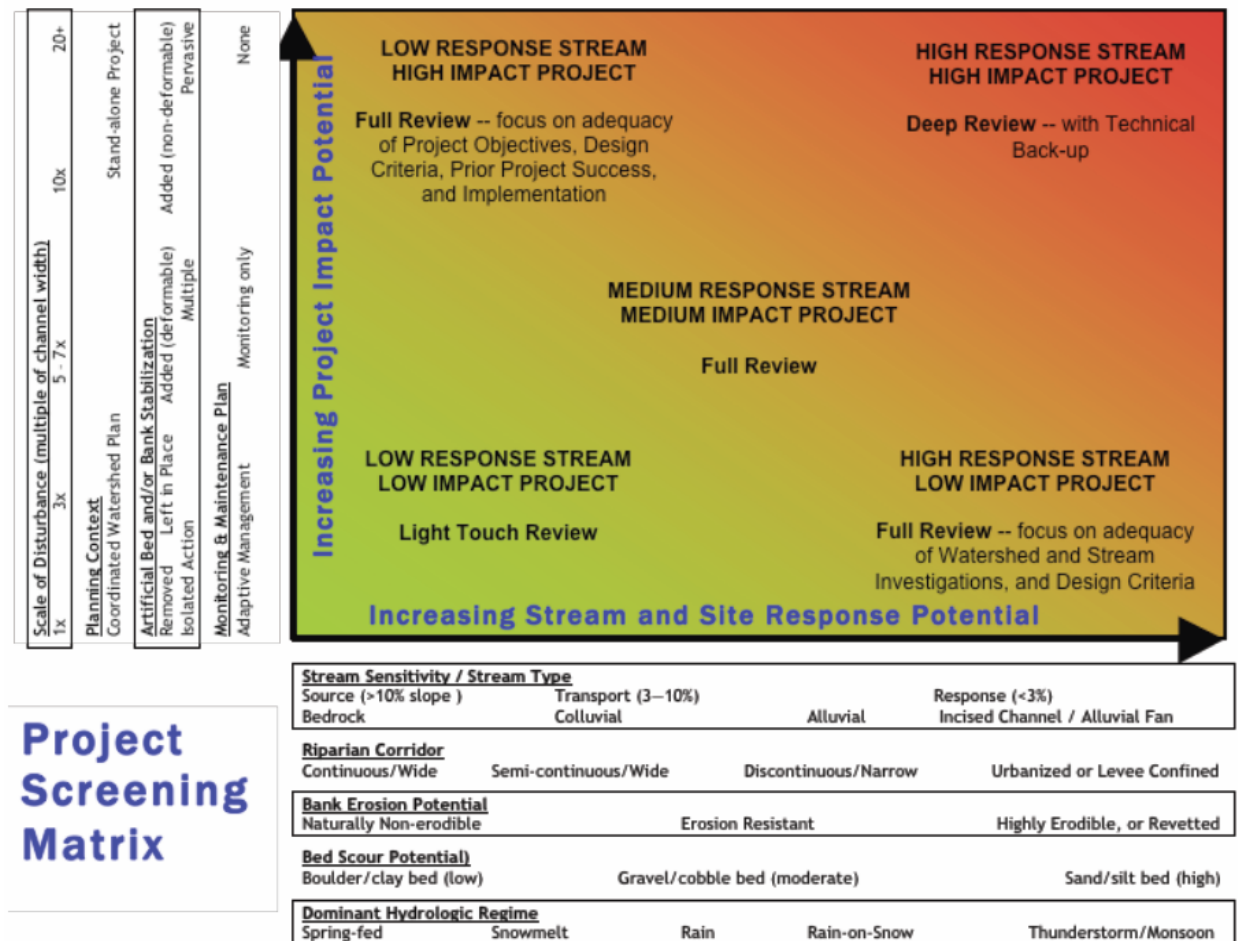 Scale of Disturbance (multiple of channel width)
1x 3x 5 - 7x 10x 20+
Planning Context
Coordinated Watershed Plan Stand-alone Project
Artificial Bed and/or Bank Stabilization
Removed Left in Place Added (deformable) Added (non-deformable)
Isolated Action Multiple Pervasive
Monitoring & Maintenance Plan
Adaptive Management Monitoring only None
Increasing Project Impact Potential
LOW RESPONSE STREAM
HIGH IMPACT PROJECT
Full Review -- focus on adequacy
of Project Objectives, Design
Criteria, Prior Project Success,
and Implementation
HIGH RESPONSE STREAM
HIGH IMPACT PROJECT
Deep Review -- with Technical
Back-up
MEDIUM RESPONSE STREAM
MEDIUM IMPACT PROJECT
Full Review
LOW RESPONSE STREAM
LOW IMPACT PROJECT
Light Touch Review
HIGH RESPONSE STREAM
LOW IMPACT PROJECT
Full Review -- focus on adequacy
of Watershed and Stream
Investigations, and Design Criteria
Increasing Stream and Site Response Potential
Project
Screening
Matrix
Stream Sensitivity / Stream Type
Source (>10% slope ) Transport (3—10%) Response (<3%)
Bedrock Colluvial Alluvial Incised Channel / Alluvial Fan
Riparian Corridor
Continuous/Wide Semi-continuous/Wide Discontinuous/Narrow Urbanized or Levee Confined
Bank Erosion Potential
Naturally Non-erodible Erosion Resistant Highly Erodible, or Revetted
Bed Scour Potential)
Boulder/clay bed (low) Gravel/cobble bed (moderate) Sand/silt bed (high)
Dominant Hydrologic Regime
Spring-fed Snowmelt Rain Rain-on-Snow Thunderstorm/Monsoon